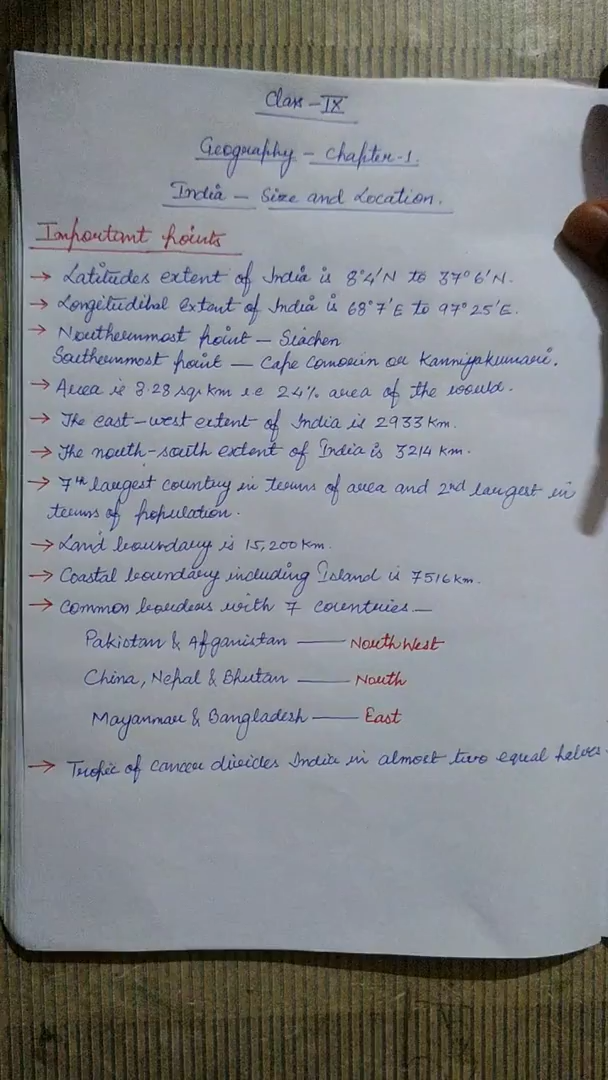 Class - IX
Geography - Chapter-1.
India - Size and Location.
Important points
→ Latitudes extent of India is 8°4'N to 37°6'N.
→ Longitudibal extant of India is 68°7'E to 97°25'E.
→ Northernmost point - Siachen
Southernmost point - Cape Comorin or Kanniyakumari.
→ Area is 3.28 sqr km i.e 2.4% area of the world.
→ The east-west extent of India is 2933 km.
→ The north-south extent of India is 3214 km.
→ 7th largest country in terms of area and 2nd largest in
terms of population.
→ Land boundary is 15,200 km.
→ Coastal boundary including Island is 7516 km.
→ Common borders with 7 countries -
Pakistan & Afganistan — North West
China, Nepal & Bhutan — North
Mayanmar & Bangladesh — East
→ Tropic of cancer divides India in almost two equal halves.